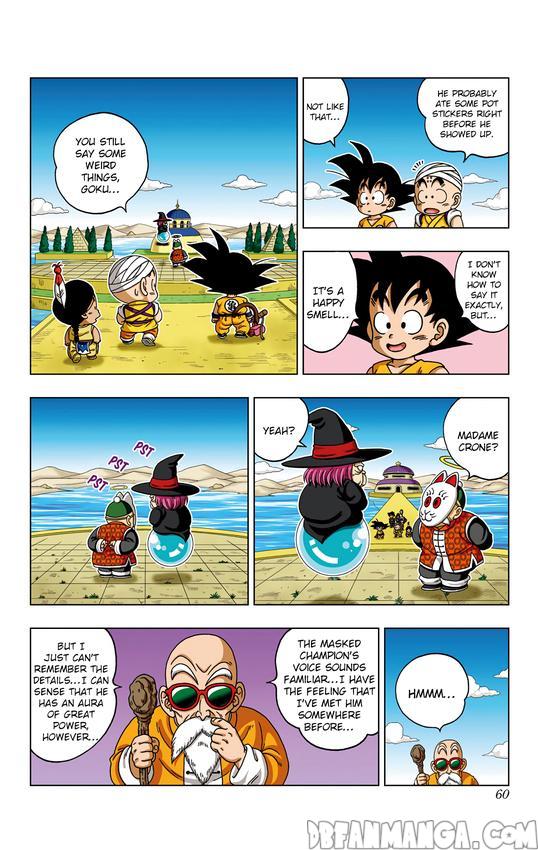 HE PROBABLY
ATE SOME POT
STICKERS RIGHT
BEFORE HE
SHOWED UP.
NOT LIKE
THAT...
I DON'T
KNOW
HOW TO
SAY IT
EXACTLY,
BUT...
IT'S A
HAPPY
SMELL...
YOU STILL
SAY SOME
WEIRD
THINGS,
GOKU...
MADAME
CRONE?
YEAH?
PST
PST
PST
HMMM...
THE MASKED
CHAMPION'S
VOICE SOUNDS
FAMILIAR...I HAVE
THE FEELING THAT
I'VE MET HIM
SOMEWHERE
BEFORE...
BUT I
JUST CAN'T
REMEMBER THE
DETAILS...I CAN
SENSE THAT HE
HAS AN AURA
OF GREAT
POWER,
HOWEVER...
60
DBFANMANGA.COM